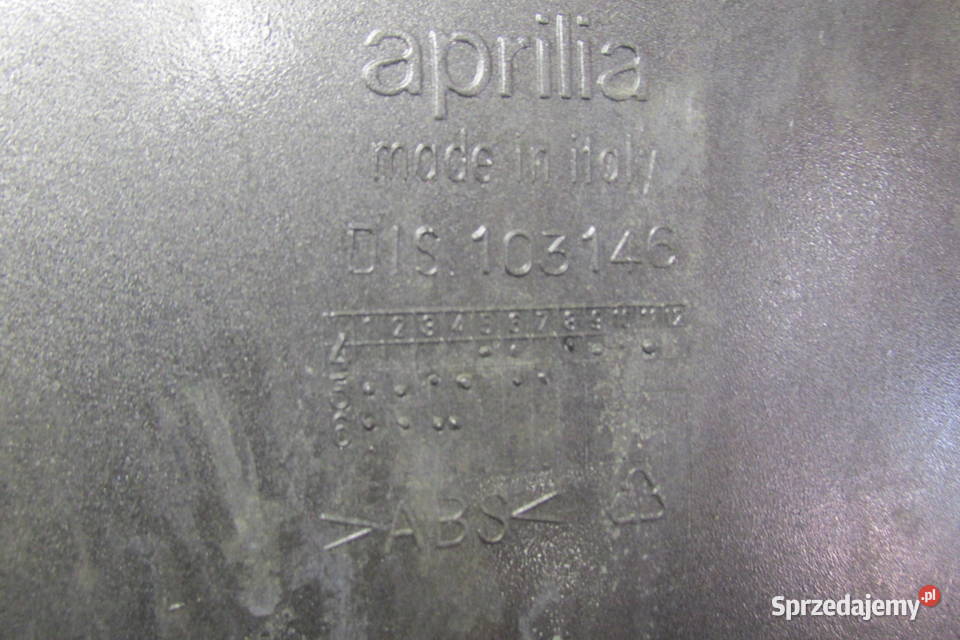 aprilia
made in italy
DIS. 103146
1 2 3 4 5 6 7 8 9 10 11 12
>ABS<
Sprzedajemy.pl